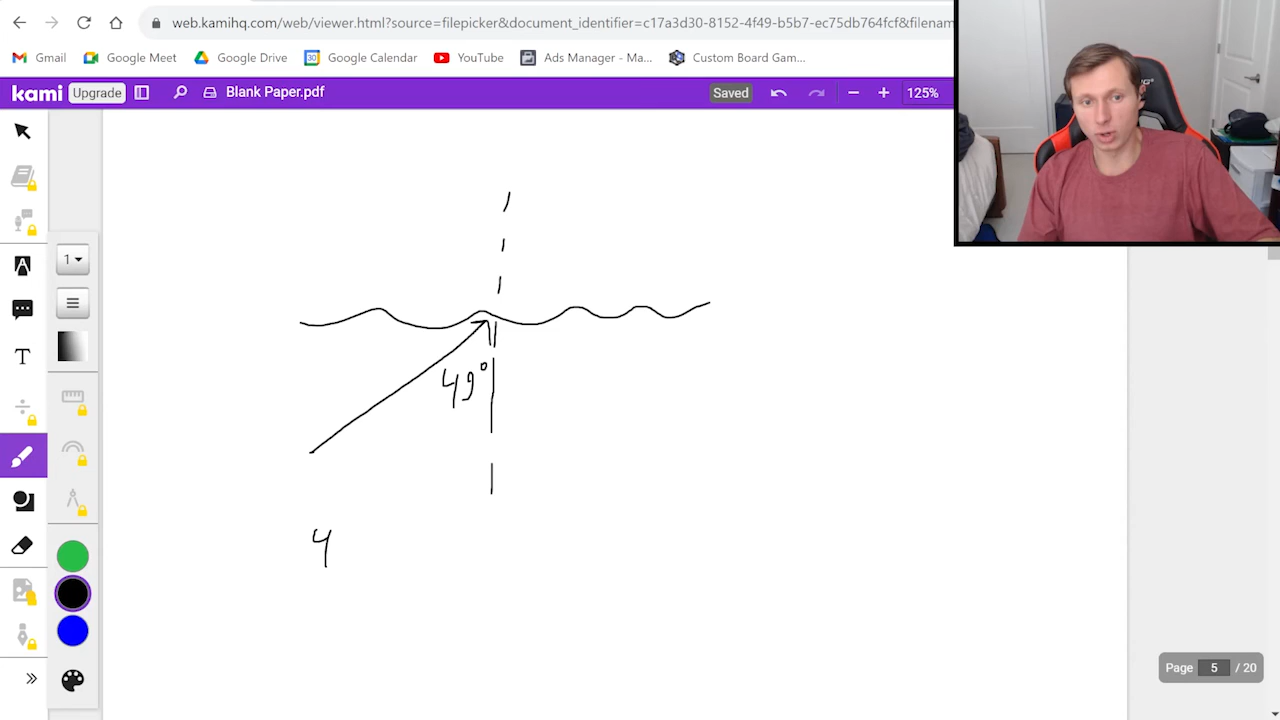 web.kamihq.com/web/viewer.html?source=filepicker&document_identifier=c17a3d30-8152-4f49-b5b7-ec75db764fcf&filenam
Gmail Google Meet Google Drive 30 Google Calendar YouTube Ads Manager - Ma... Custom Board Gam...
kami Upgrade Blank Paper.pdf Saved 125%
1
A
T
49°
4
Page 5 / 20